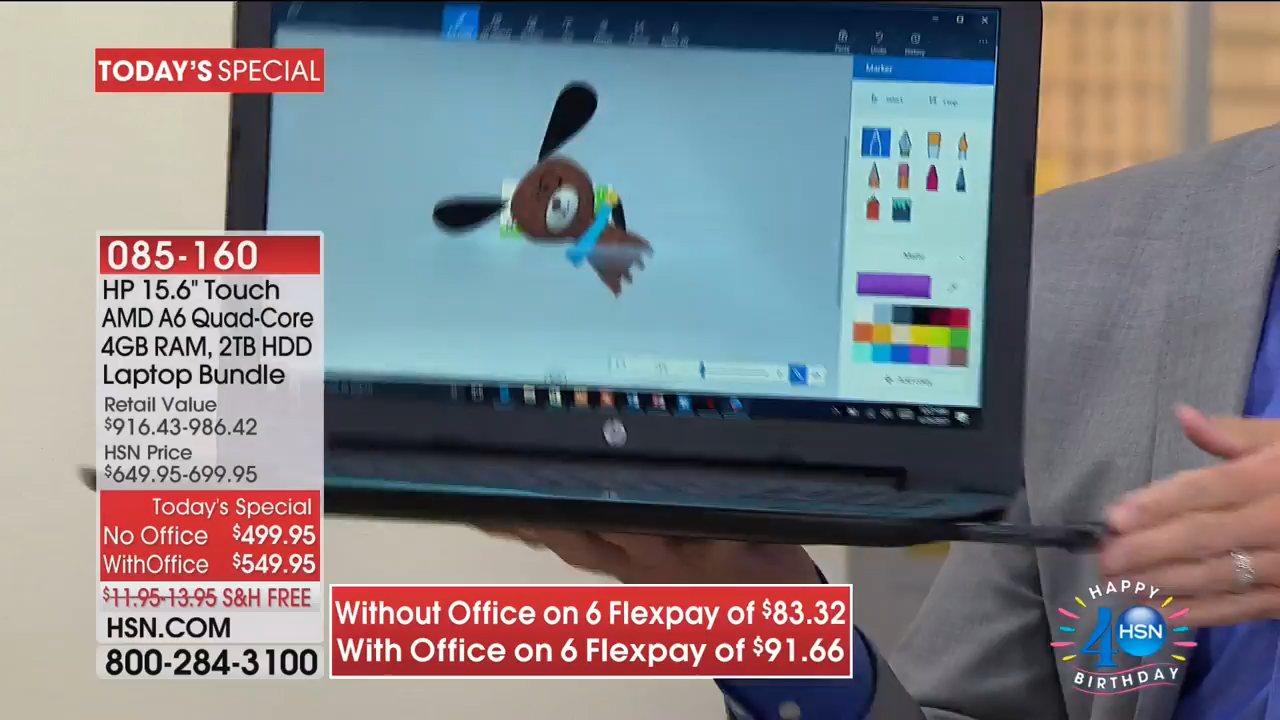 TODAY'S SPECIAL
Marker
085-160
HP 15.6" Touch
AMD A6 Quad-Core
4GB RAM, 2TB HDD
Laptop Bundle
Retail Value
$916.43-986.42
HSN Price
$649.95-699.95
Today's Special
No Office $499.95
WithOffice $549.95
$11.95-13.95 S&H FREE
HSN.COM
800-284-3100
Without Office on 6 Flexpay of $83.32
With Office on 6 Flexpay of $91.66
HAPPY
40 HSN
BIRTHDAY